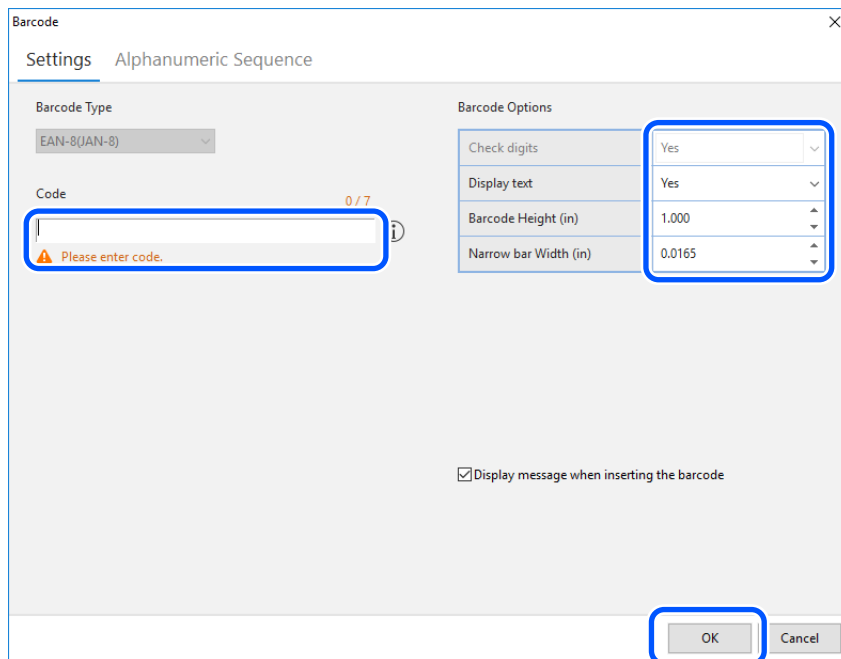 Barcode
Settings Alphanumeric Sequence
Barcode Type
EAN-8(JAN-8)
Code
0 / 7
Please enter code.
Barcode Options
Check digits Yes
Display text Yes
Barcode Height (in) 1.000
Narrow bar Width (in) 0.0165
Display message when inserting the barcode
OK Cancel